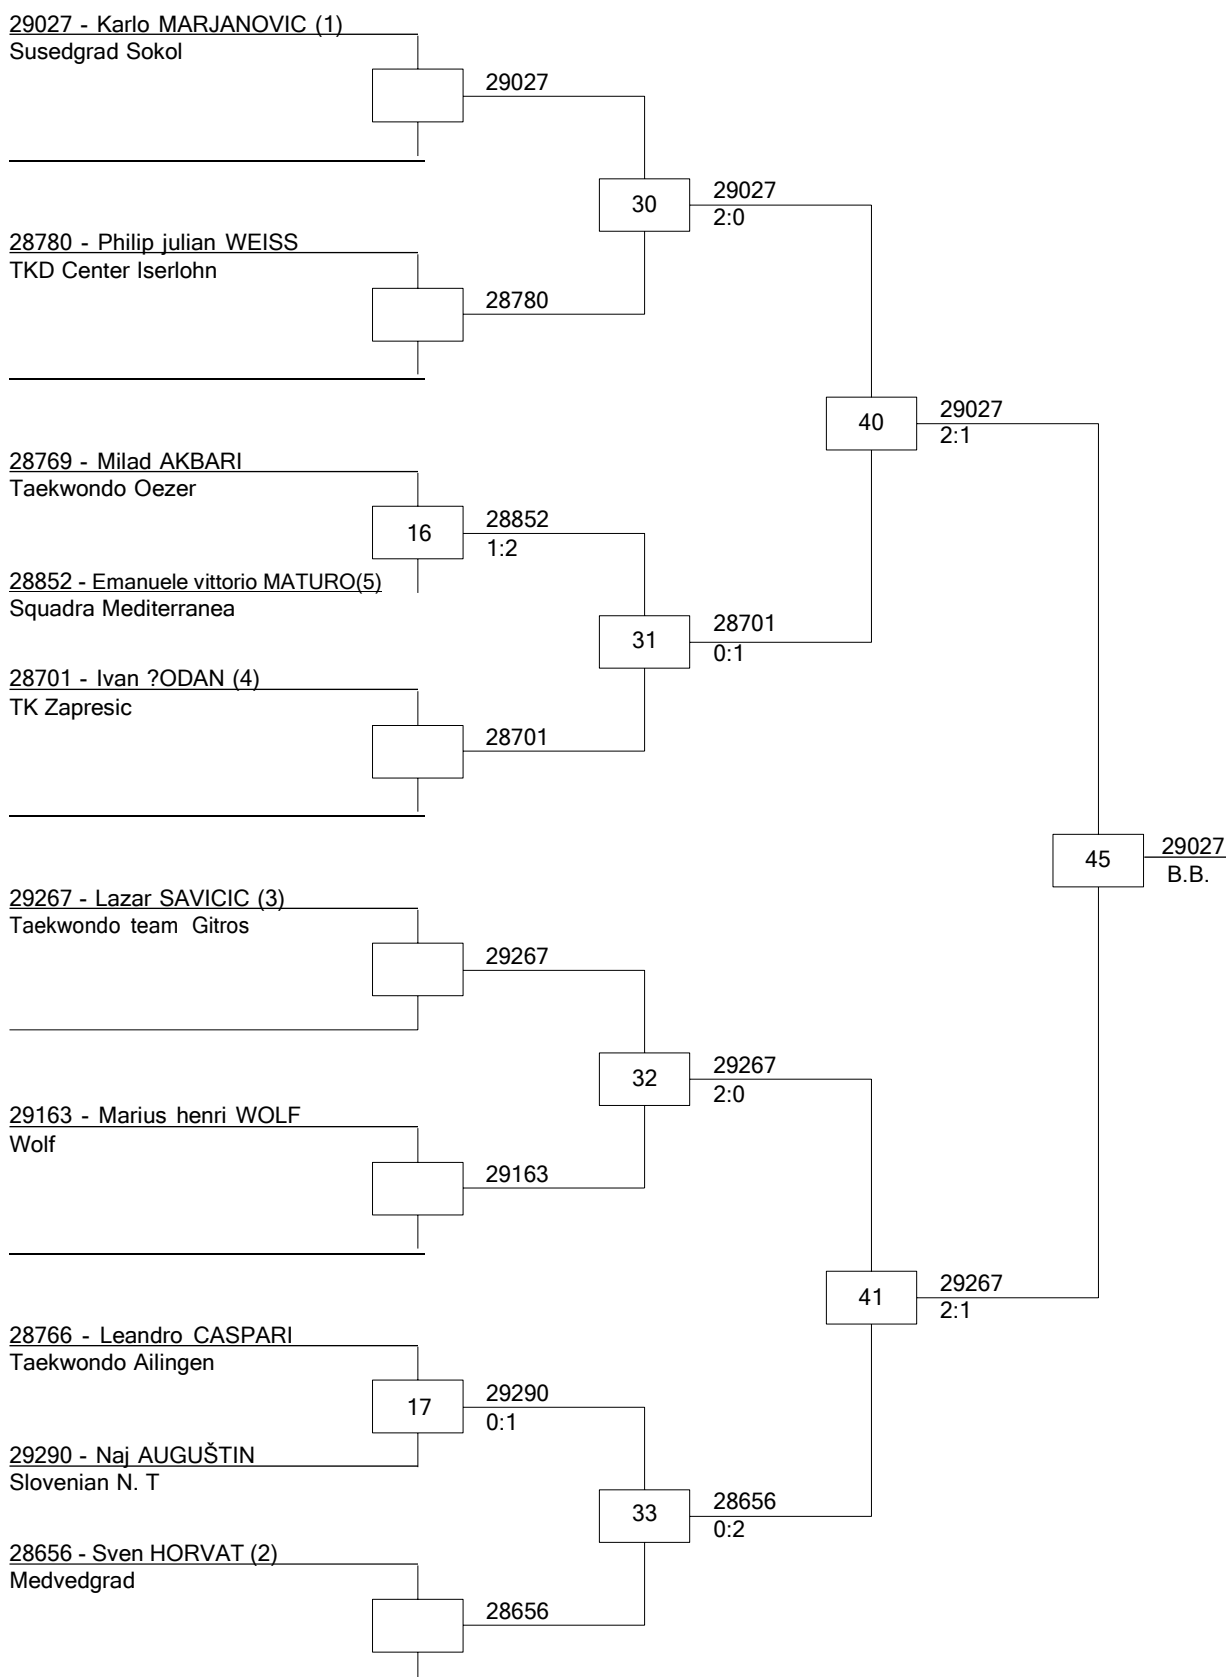 29027 - Karlo MARJANOVIC (1)
Susedgrad Sokol
29027
30
29027
2:0
28780 - Philip julian WEISS
TKD Center Iserlohn
28780
40
29027
2:1
28769 - Milad AKBARI
Taekwondo Oezer
16
28852
1:2
28852 - Emanuele vittorio MATURO(5)
Squadra Mediterranea
31
28701
0:1
28701 - Ivan ?ODAN (4)
TK Zapresic
28701
45
29027
B.B.
29267 - Lazar SAVICIC (3)
Taekwondo team Gitros
29267
32
29267
2:0
29163 - Marius henri WOLF
Wolf
29163
41
29267
2:1
28766 - Leandro CASPARI
Taekwondo Ailingen
17
29290
0:1
29290 - Naj AUGUŠTIN
Slovenian N. T
33
28656
0:2
28656 - Sven HORVAT (2)
Medvedgrad
28656